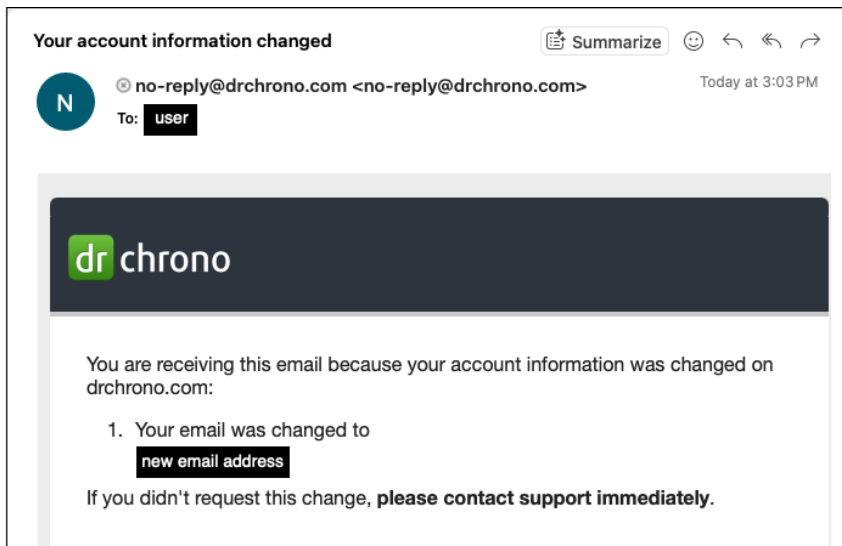 Your account information changed
Summarize
N
no-reply@drchrono.com <no-reply@drchrono.com>
Today at 3:03 PM
To: user
dr chrono
You are receiving this email because your account information was changed on
drchrono.com:
1. Your email was changed to
new email address
If you didn't request this change, please contact support immediately.